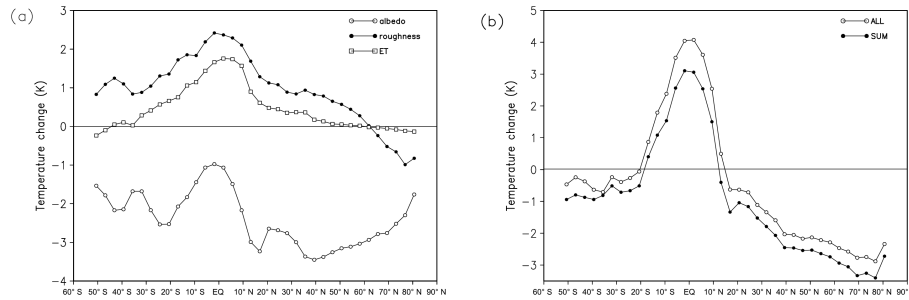 (a)
Temperature change (K)
3
2
1
0
−1
−2
−3
−4
albedo
roughness
ET
60° S 50° S 40° S 30° S 20° S 10° S EQ 10° N 20° N 30° N 40° N 50° N 60° N 70° N 80° N 90° N
(b)
Temperature change (K)
5
4
3
2
1
0
−1
−2
−3
ALL
SUM
60° S 50° S 40° S 30° S 20° S 10° S EQ 10° N 20° N 30° N 40° N 50° N 60° N 70° N 80° N 90° N